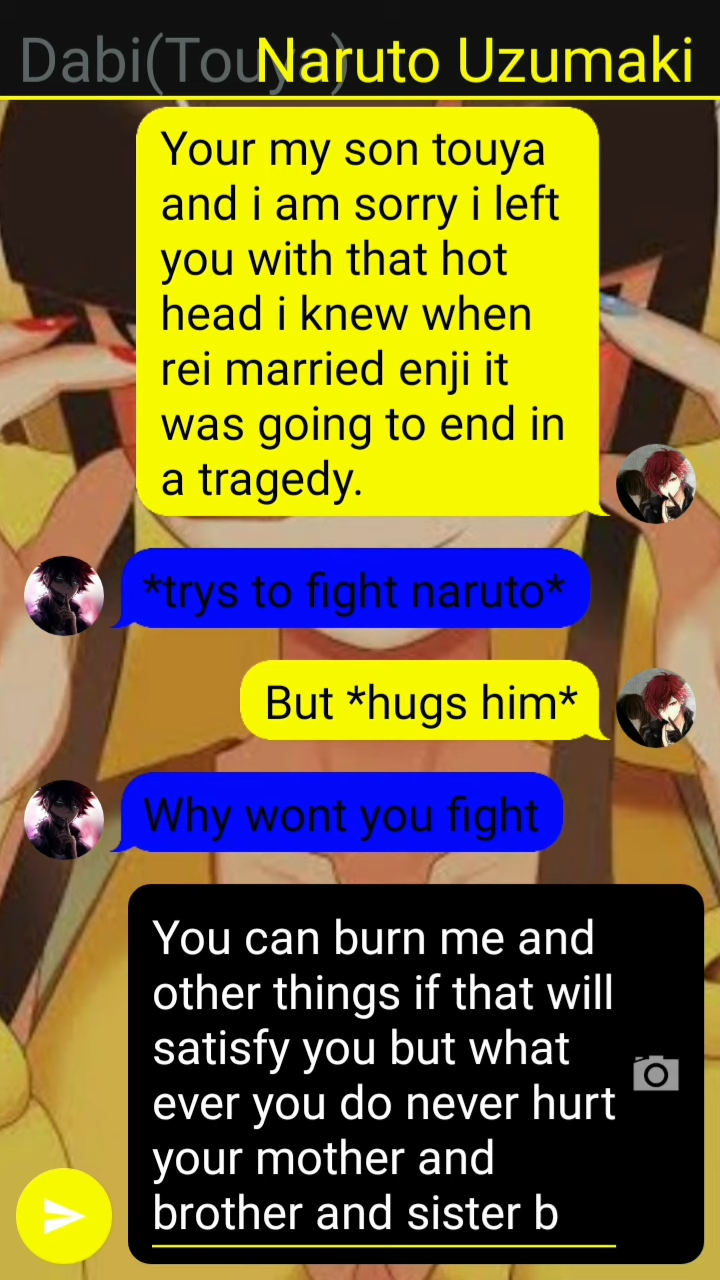 Dabi(Touya)
Naruto Uzumaki
Your my son touya
and i am sorry i left
you with that hot
head i knew when
rei married enji it
was going to end in
a tragedy.
*trys to fight naruto*
But *hugs him*
Why wont you fight
You can burn me and
other things if that will
satisfy you but what
ever you do never hurt
your mother and
brother and sister b